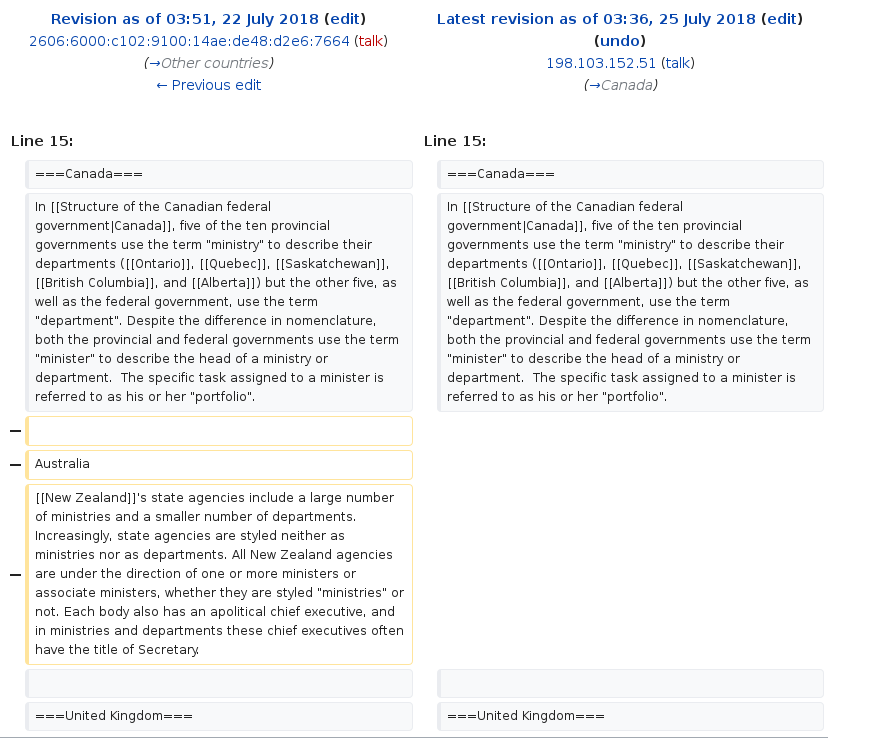 Revision as of 03:51, 22 July 2018 (edit)
2606:6000:c102:9100:14ae:de48:d2e6:7664 (talk)
(→Other countries)
← Previous edit
Latest revision as of 03:36, 25 July 2018 (edit)
(undo)
198.103.152.51 (talk)
(→Canada)
Line 15:
Line 15:
===Canada===
===Canada===
In [[Structure of the Canadian federal
government|Canada]], five of the ten provincial
governments use the term "ministry" to describe their
departments ([[Ontario]], [[Quebec]], [[Saskatchewan]],
[[British Columbia]], and [[Alberta]]) but the other five, as
well as the federal government, use the term
"department". Despite the difference in nomenclature,
both the provincial and federal governments use the term
"minister" to describe the head of a ministry or
department.  The specific task assigned to a minister is
referred to as his or her "portfolio".
In [[Structure of the Canadian federal
government|Canada]], five of the ten provincial
governments use the term "ministry" to describe their
departments ([[Ontario]], [[Quebec]], [[Saskatchewan]],
[[British Columbia]], and [[Alberta]]) but the other five, as
well as the federal government, use the term
"department". Despite the difference in nomenclature,
both the provincial and federal governments use the term
"minister" to describe the head of a ministry or
department.  The specific task assigned to a minister is
referred to as his or her "portfolio".
−
− Australia
− [[New Zealand]]'s state agencies include a large number
of ministries and a smaller number of departments.
Increasingly, state agencies are styled neither as
ministries nor as departments. All New Zealand agencies
are under the direction of one or more ministers or
associate ministers, whether they are styled "ministries" or
not. Each body also has an apolitical chief executive, and
in ministries and departments these chief executives often
have the title of Secretary.
===United Kingdom===
===United Kingdom===